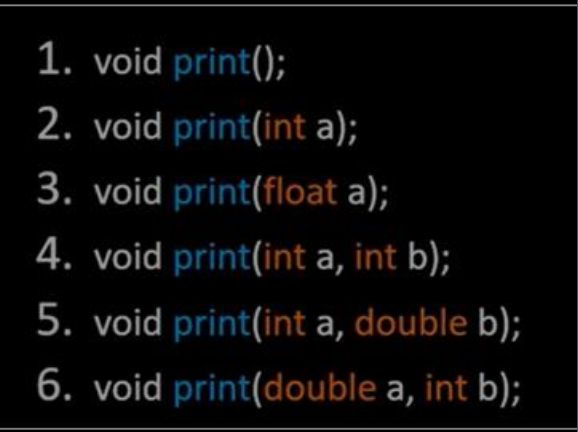 1. void print();
2. void print(int a);
3. void print(float a);
4. void print(int a, int b);
5. void print(int a, double b);
6. void print(double a, int b);